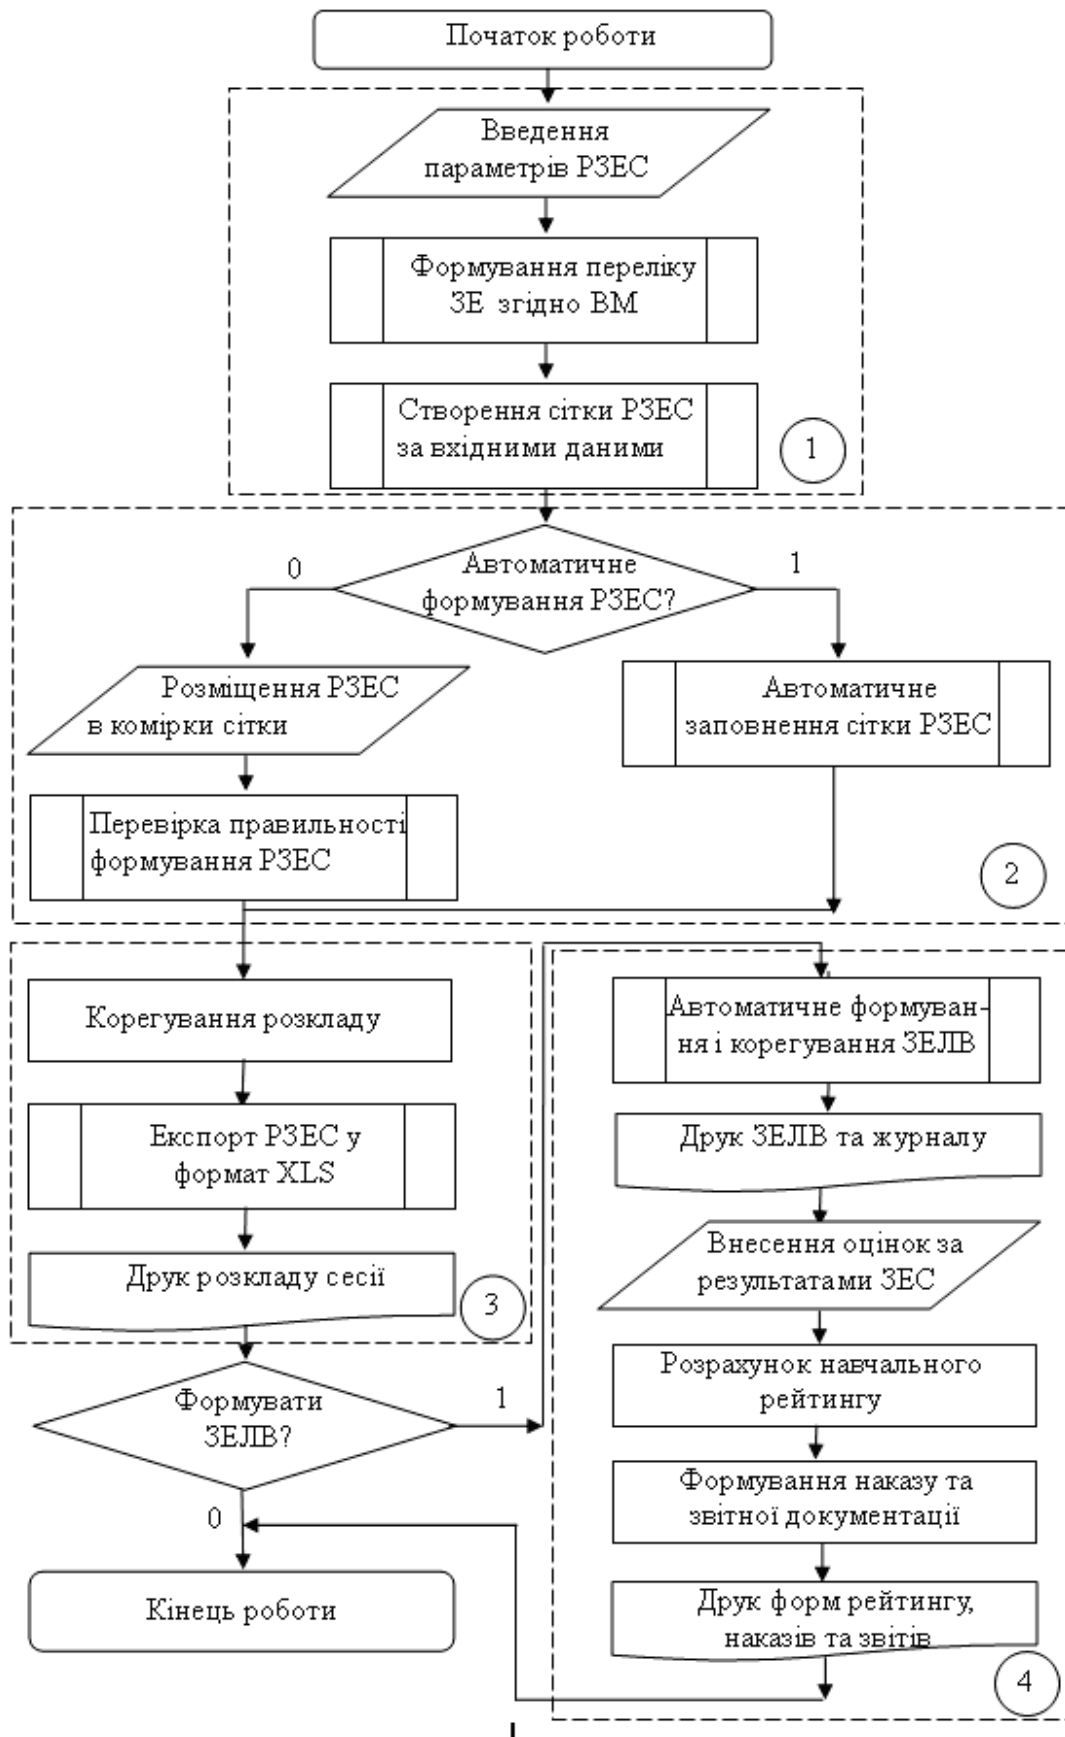 Початок роботи
Введення
параметрів РЗЕС
Формування переліку
ЗЕ згідно ВМ
Створення сітки РЗЕС
за вхідними даними
1
Автоматичне
формування РЗЕС?
0
1
Розміщення РЗЕС
в комірки сітки
Автоматичне
заповнення сітки РЗЕС
Перевірка правильності
формування РЗЕС
2
Корегування розкладу
Експорт РЗЕС у
формат XLS
Друк розкладу сесії
3
Формувати
ЗЕЛВ?
1
0
Кінець роботи
Автоматичне формуван-
ня і корегування ЗЕЛВ
Друк ЗЕЛВ та журналу
Внесення оцінок за
результатами ЗЕС
Розрахунок навчального
рейтингу
Формування наказу та
звітної документації
Друк форм рейтингу,
наказів та звітів
4